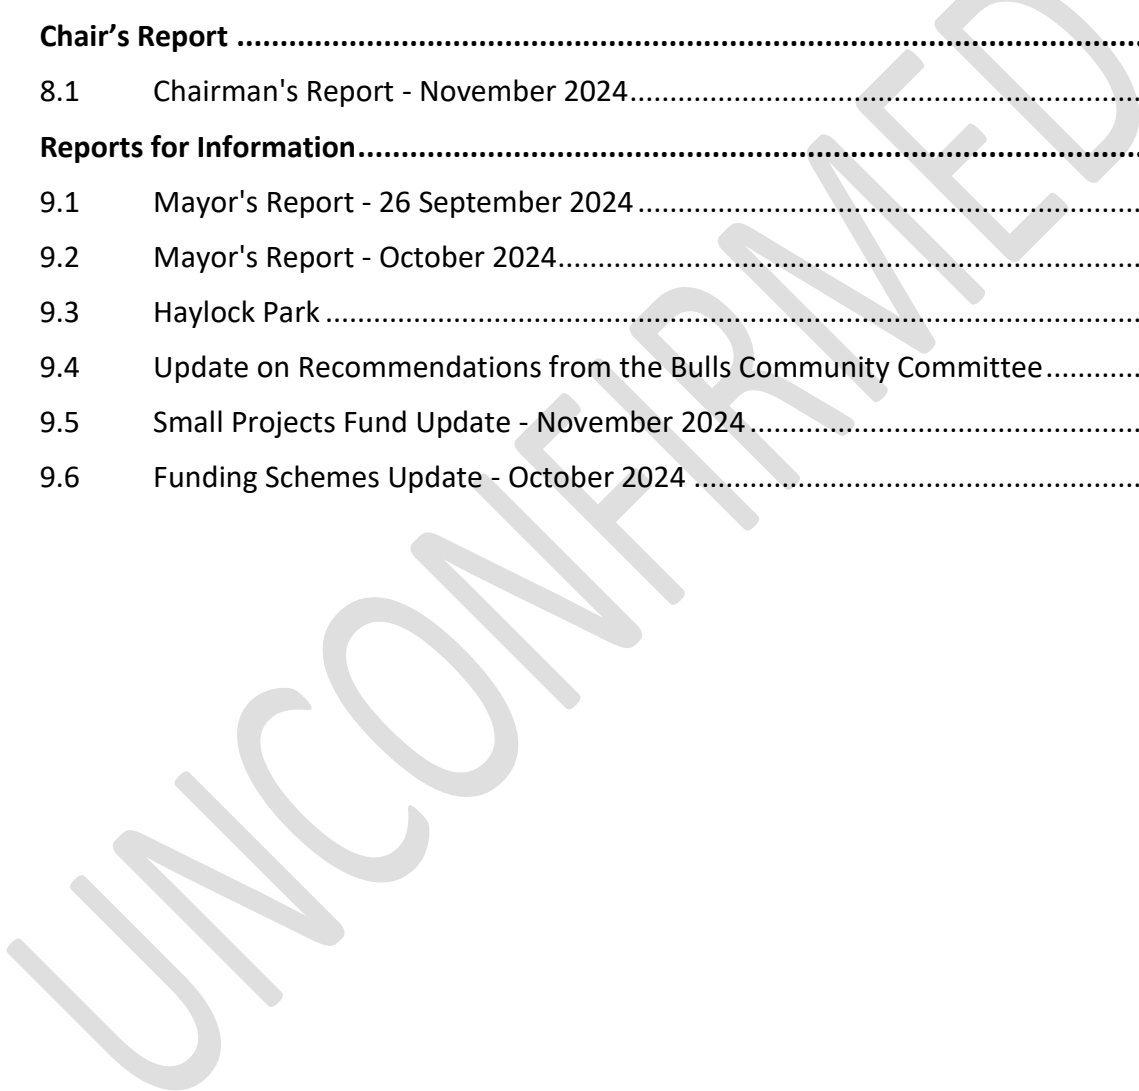 Chair’s Report ................................................................................................................
8.1 Chairman's Report - November 2024................................................................
Reports for Information................................................................................................
9.1 Mayor's Report - 26 September 2024................................................................
9.2 Mayor's Report - October 2024........................................................................
9.3 Haylock Park ....................................................................................................
9.4 Update on Recommendations from the Bulls Community Committee............
9.5 Small Projects Fund Update - November 2024..................................................
9.6 Funding Schemes Update - October 2024 .......................................................
UNCONFIRMED